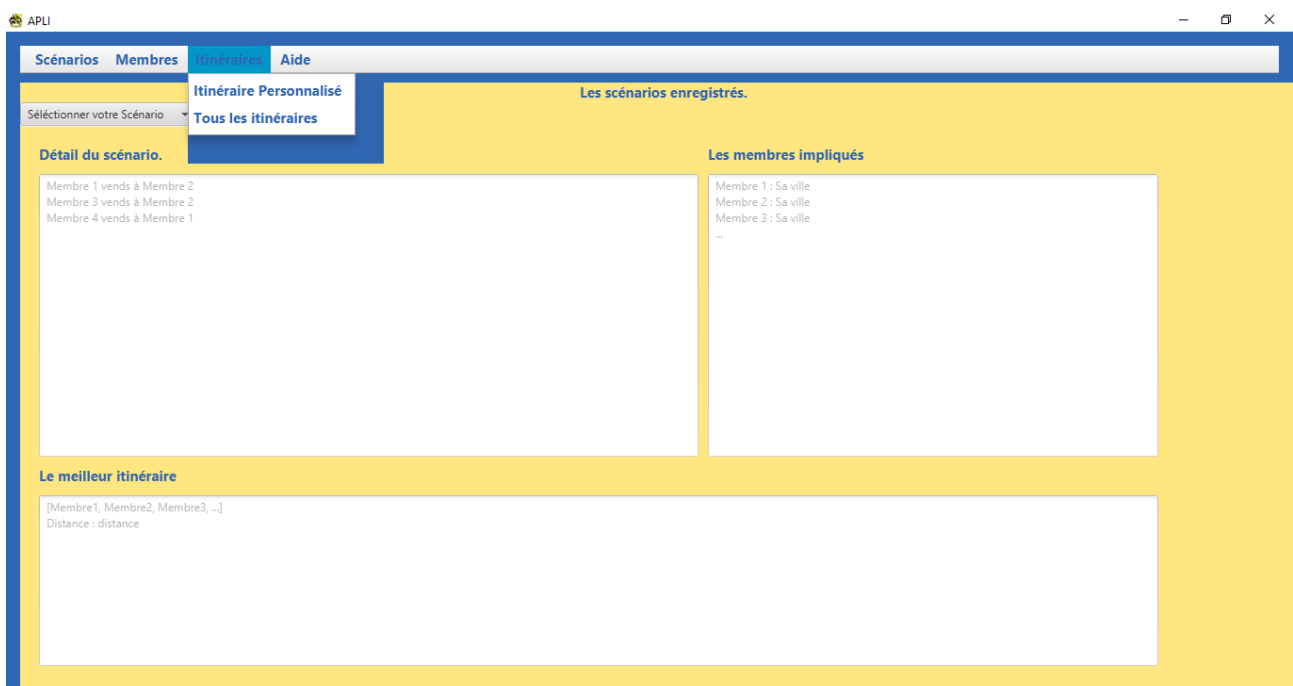 APLI
Scénarios Membres Itinéraires Aide
Itinéraire Personnalisé
Tous les itinéraires
Les scénarios enregistrés.
Séléctionner votre Scénario
Détail du scénario.
Membre 1 vends à Membre 2
Membre 3 vends à Membre 2
Membre 4 vends à Membre 1
Les membres impliqués
Membre 1 : Sa ville
Membre 2 : Sa ville
Membre 3 : Sa ville
...
Le meilleur itinéraire
[Membre1, Membre2, Membre3, ...]
Distance : distance